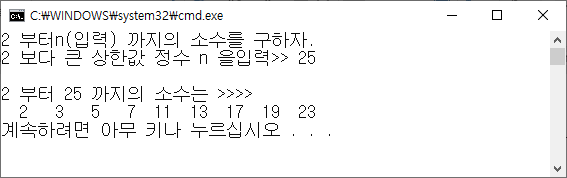 C:₩WINDOWS₩system32₩cmd.exe
2 부터n(입력) 까지의 소수를 구하자.
2 보다 큰 상한값 정수 n 을입력>> 25
2 부터 25 까지의 소수는 >>>>
2 3 5 7 11 13 17 19 23
계속하려면 아무 키나 누르십시오 . . .